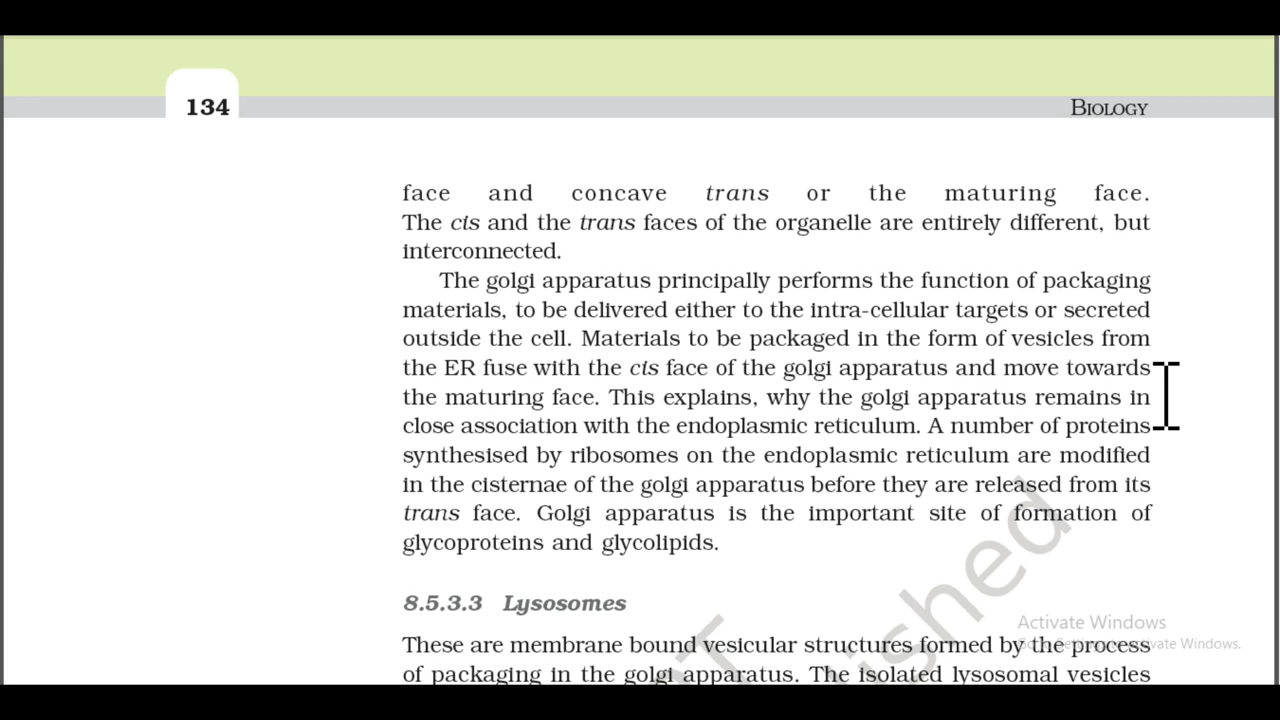 134
BIOLOGY
face and concave trans or the maturing face.
The cis and the trans faces of the organelle are entirely different, but
interconnected.
The golgi apparatus principally performs the function of packaging
materials, to be delivered either to the intra-cellular targets or secreted
outside the cell. Materials to be packaged in the form of vesicles from
the ER fuse with the cis face of the golgi apparatus and move towards
the maturing face. This explains, why the golgi apparatus remains in
close association with the endoplasmic reticulum. A number of proteins
synthesised by ribosomes on the endoplasmic reticulum are modified
in the cisternae of the golgi apparatus before they are released from its
trans face. Golgi apparatus is the important site of formation of
glycoproteins and glycolipids.
8.5.3.3 Lysosomes
These are membrane bound vesicular structures formed by the process
of packaging in the golgi apparatus. The isolated lysosomal vesicles
Activate Windows
Go to Settings to activate Windows.